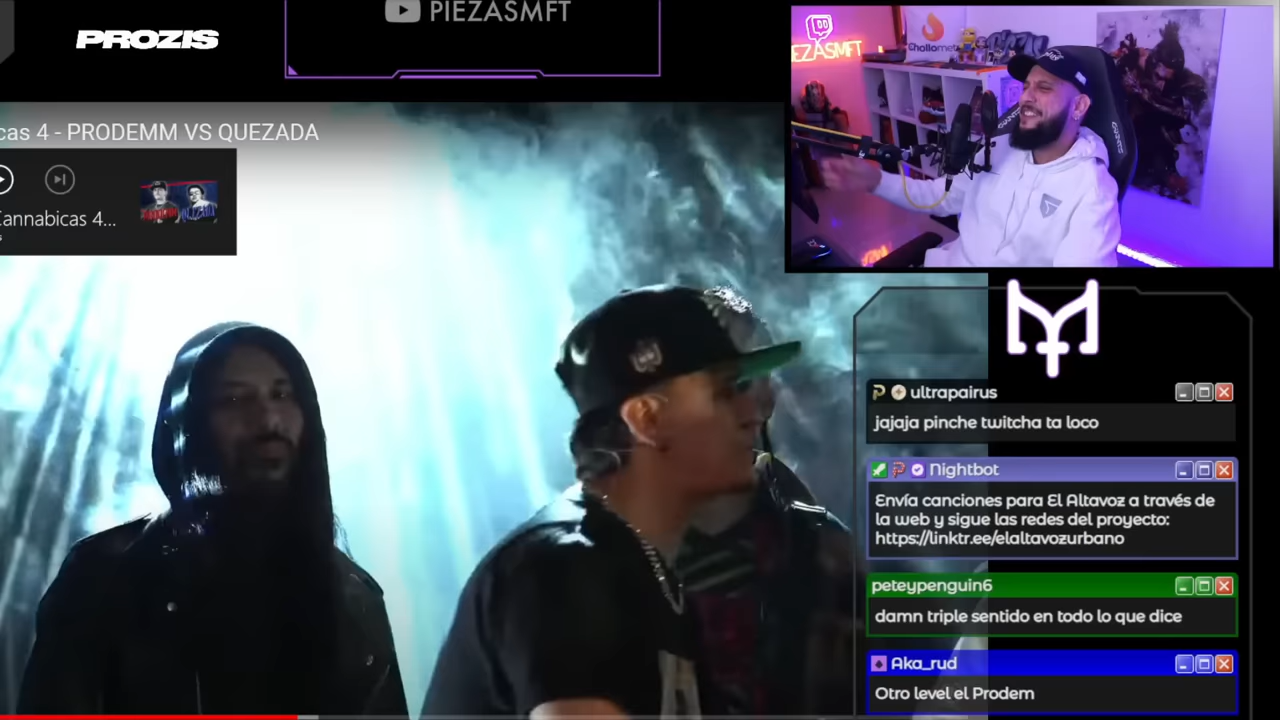 PROZIS
PIEZASMFT
cas 4 - PRODEMM VS QUEZADA
Cannabicas 4...
EZASMFT
Chollomet
ultrapairus
jajaja pinche twitcha ta loco
Nightbot
Envía canciones para El Altavoz a través de
la web y sigue las redes del proyecto:
https://linktr.ee/elaltavozurbano
peteypenguin6
damn triple sentido en todo lo que dice
Aka_rud
Otro level el Prodem